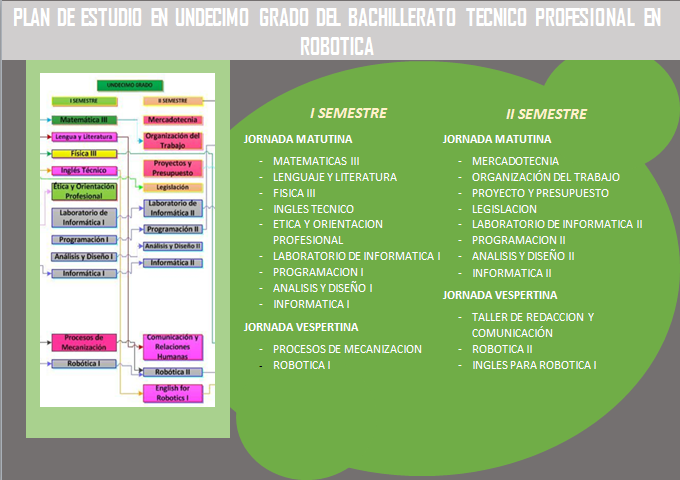 PLAN DE ESTUDIO EN UNDECIMO GRADO DEL BACHILLERATO TECNICO PROFESIONAL EN
ROBOTICA
UNDECIMO GRADO
I SEMESTRE
II SEMESTRE
Matemática III
Mercadotecnia
Lengua y Literatura
Organización del
Trabajo
Física III
Inglés Técnico
Proyectos y
Presupuesto
Ética y Orientación
Profesional
Legislación
Laboratorio de
Informática I
Laboratorio de
Informática II
Programación I
Programación II
Análisis y Diseño I
Análisis y Diseño II
Informática I
Informática II
Procesos de
Mecanización
Comunicación y
Relaciones
Humanas
Robótica I
Robótica II
English for
Robotics I
I SEMESTRE
JORNADA MATUTINA
- MATEMATICAS III
- LENGUAJE Y LITERATURA
- FISICA III
- INGLES TECNICO
- ETICA Y ORIENTACION
PROFESIONAL
- LABORATORIO DE INFORMATICA I
- PROGRAMACION I
- ANALISIS Y DISEÑO I
- INFORMATICA I
JORNADA VESPERTINA
- PROCESOS DE MECANIZACION
- ROBOTICA I
II SEMESTRE
JORNADA MATUTINA
- MERCADOTECNIA
- ORGANIZACIÓN DEL TRABAJO
- PROYECTO Y PRESUPUESTO
LEGISLACION
- LABORATORIO DE INFORMATICA II
- PROGRAMACION II
- ANALISIS Y DISEÑO II
- INFORMATICA II
JORNADA VESPERTINA
- TALLER DE REDACCION Y
COMUNICACIÓN
- ROBOTICA II
- INGLES PARA ROBOTICA I